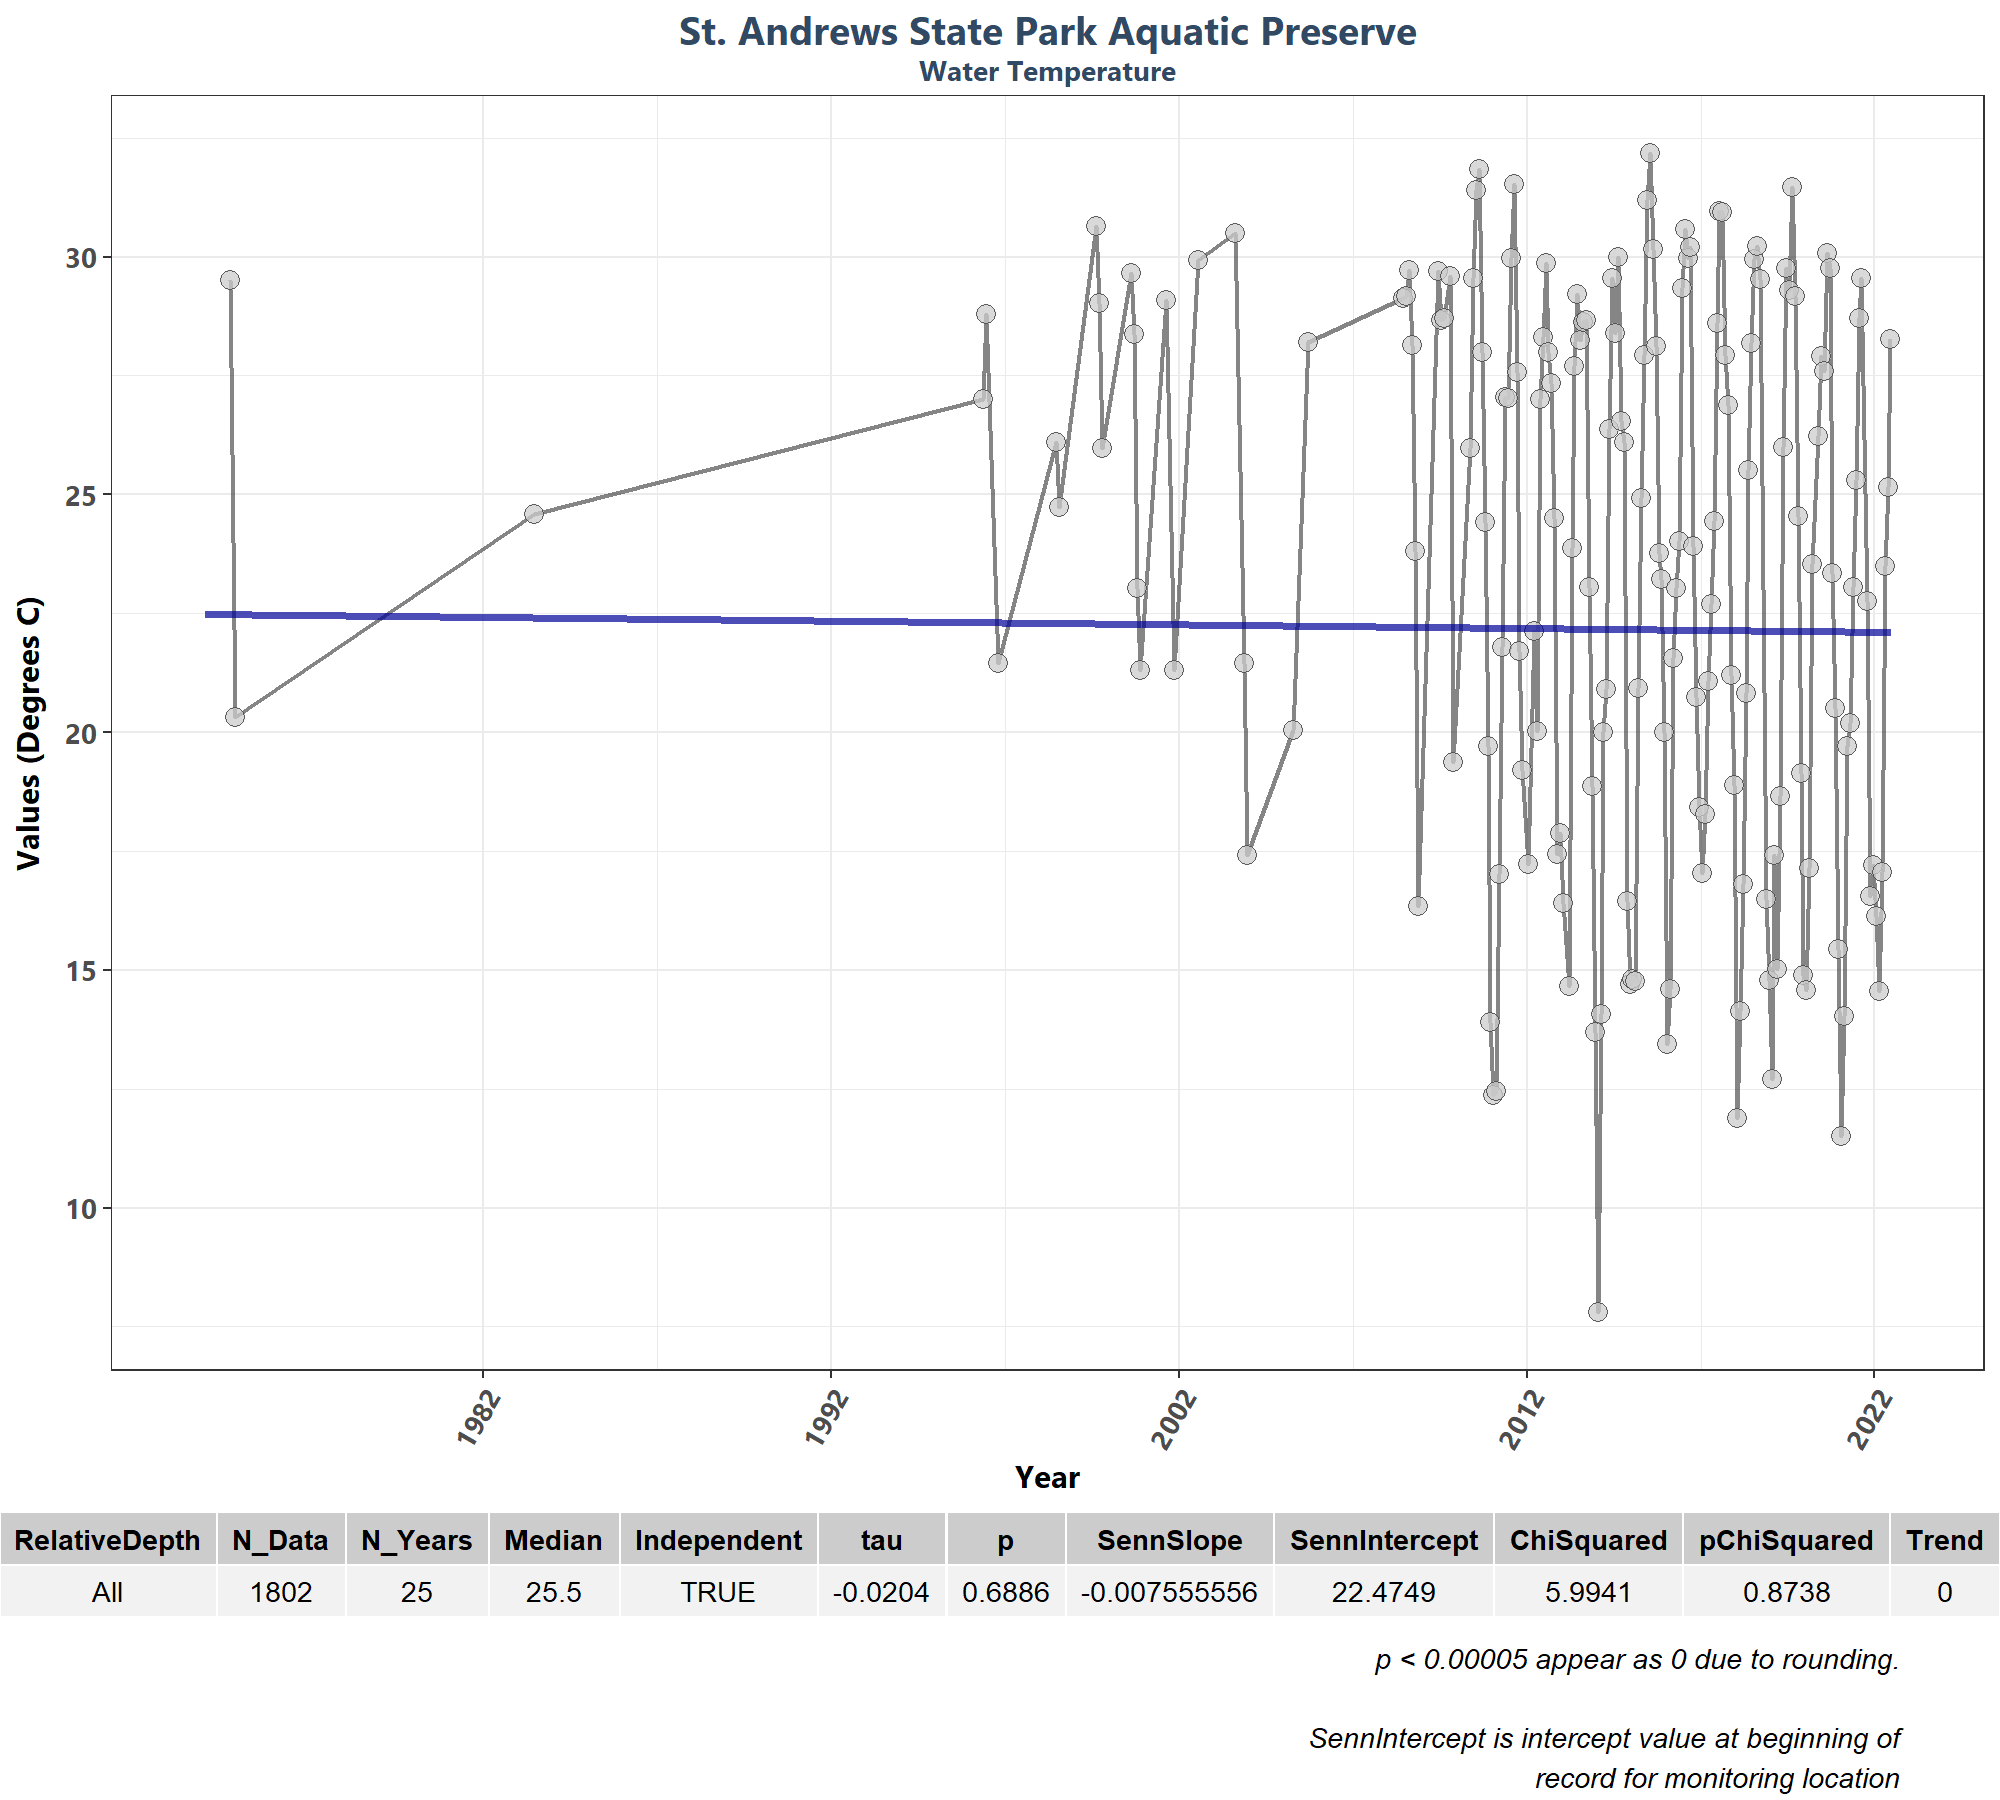 St. Andrews State Park Aquatic Preserve
Water Temperature
Values (Degrees C)
30
25
20
15
10
1982
1992
2002
2012
2022
Year
RelativeDepth N_Data N_Years Median Independent tau p SennSlope SennIntercept ChiSquared pChiSquared Trend
All 1802 25 25.5 TRUE -0.0204 0.6886 -0.007555556 22.4749 5.9941 0.8738 0
p < 0.00005 appear as 0 due to rounding.
SennIntercept is intercept value at beginning of
record for monitoring location